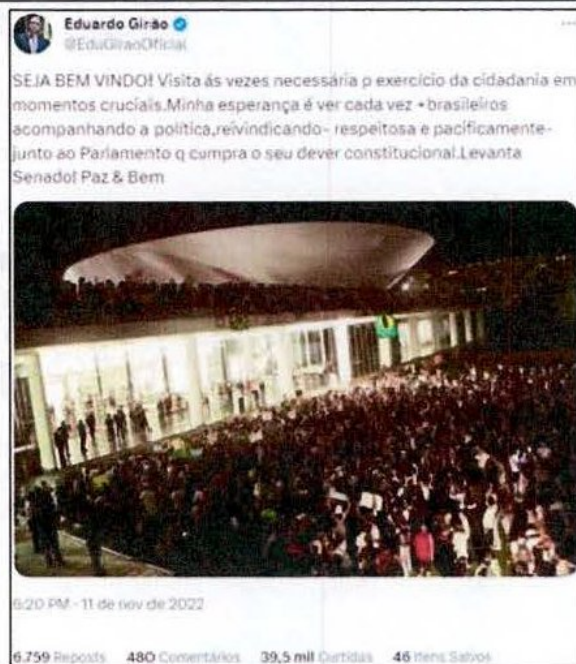 Eduardo Girão
@EduGiraoOficial
SEJA BEM VINDO! Visita ás vezes necessária p exercício da cidadania em
momentos cruciais.Minha esperança é ver cada vez +brasileiros
acompanhando a política,reivindicando- respeitosa e pacificamente-
junto ao Parlamento q cumpra o seu dever constitucional.Levanta
Senado! Paz & Bem
6:20 PM · 11 de nov de 2022
6.759 Reposts 480 Comentários 39,5 mil Curtidas 46 Itens Salvos